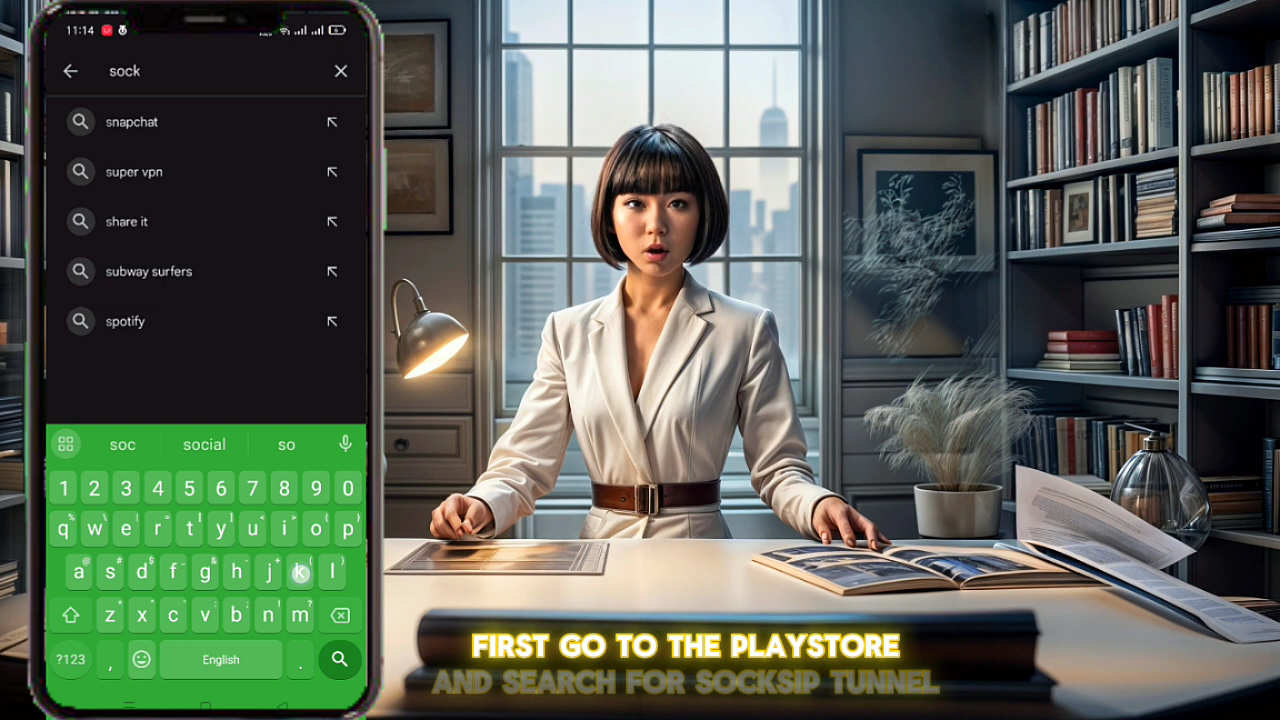 11:14
sock
snapchat
super vpn
share it
subway surfers
spotify
soc social so
1 2 3 4 5 6 7 8 9 0
q w e r t y u i o p
a s d f g h j k l
z x c v b n m
?123 , English .
FIRST GO TO THE PLAYSTORE
AND SEARCH FOR SOCKSIP TUNNEL